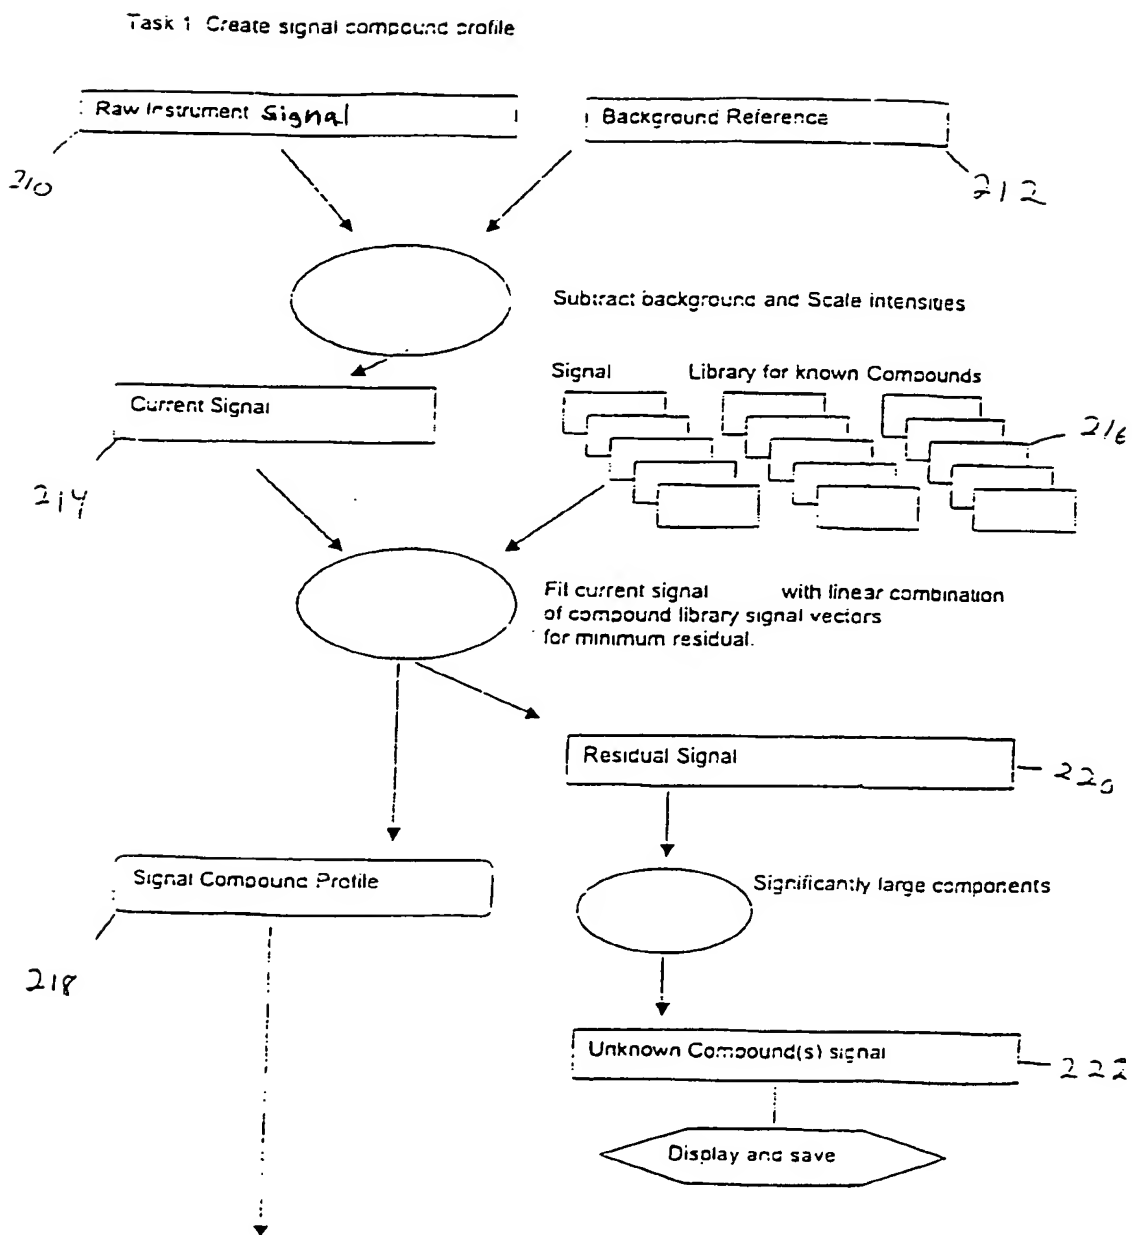 Task 1 Create signal compound profile
Raw Instrument Signal
Background Reference
210
212
Subtract background and Scale intensities
Signal Library for known Compounds
Current Signal
216
214
Fit current signal with linear combination
of compound library signal vectors
for minimum residual.
Residual Signal
220
Signal Compound Profile
Significantly large components
218
Unknown Compound(s) signal
222
Display and save